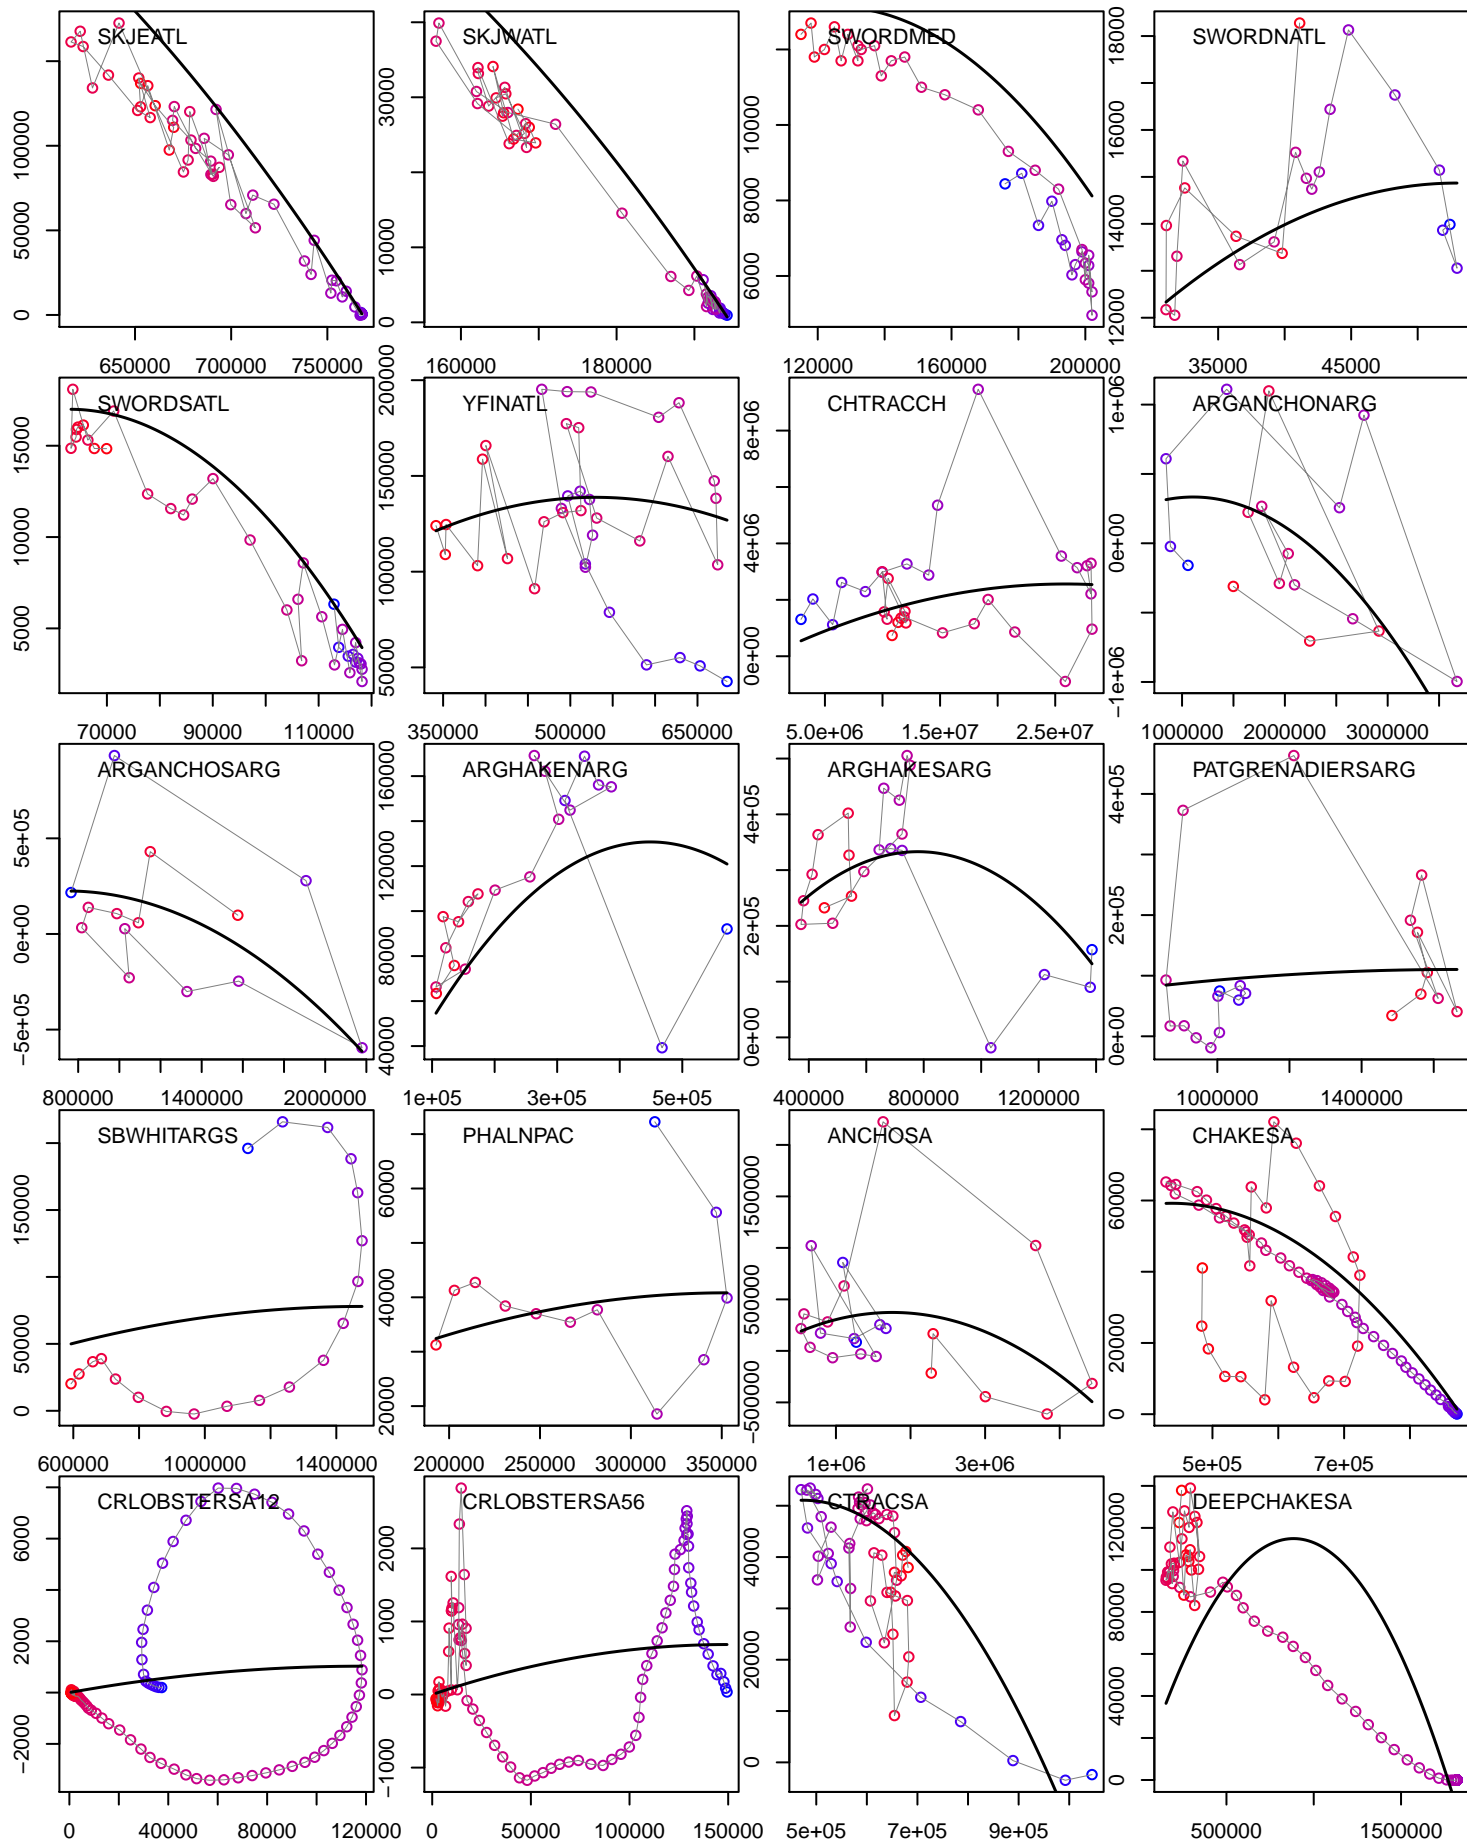 SKJEATL
SKJWATL
SWORDMED
SWORDNATL
0 50000 100000
0 10000 30000
6000 8000 10000
12000 14000 16000 18000
650000 700000 750000
160000 180000
120000 160000 200000
35000 45000
SWORDSATL
YFINATL
CHTRACCH
ARGANCHONARG
5000 10000 15000
50000 100000 150000 200000
0e+00 4e+06 8e+06
−1e+06 0e+00 1e+06
70000 90000 110000
350000 500000 650000
5.0e+06 1.5e+07 2.5e+07
1000000 2000000 3000000
ARGANCHOSARG
ARGHAKENARG
ARGHAKESARG
PATGRENADIERSARG
−5e+05 0e+00 5e+05
40000 80000 120000 160000
0e+00 2e+05 4e+05
0e+00 2e+05 4e+05
800000 1400000 2000000
1e+05 3e+05 5e+05
400000 800000 1200000
1000000 1400000
SBWHITARGS
PHALNPAC
ANCHOSA
CHAKESA
0 50000 150000
20000 40000 60000
−500000 500000 1500000
0 20000 60000
600000 1000000 1400000
200000 250000 300000 350000
1e+06 3e+06
5e+05 7e+05
CRLOBSTERSA12
CRLOBSTERSA56
CTRACSA
DEEPCHAKESA
−2000 2000 6000
−1000 0 1000 2000
0 20000 40000
0 40000 80000 120000
0 40000 80000 120000
0 50000 100000 150000
5e+05 7e+05 9e+05
500000 1500000